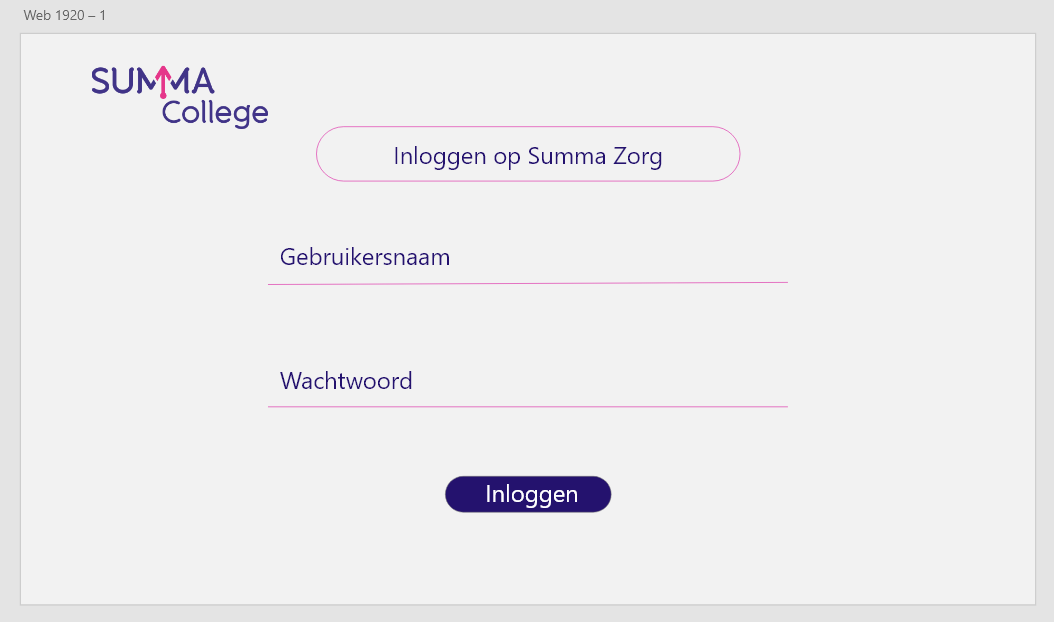 Web 1920 – 1
SUMMA
College
Inloggen op Summa Zorg
Gebruikersnaam
Wachtwoord
Inloggen